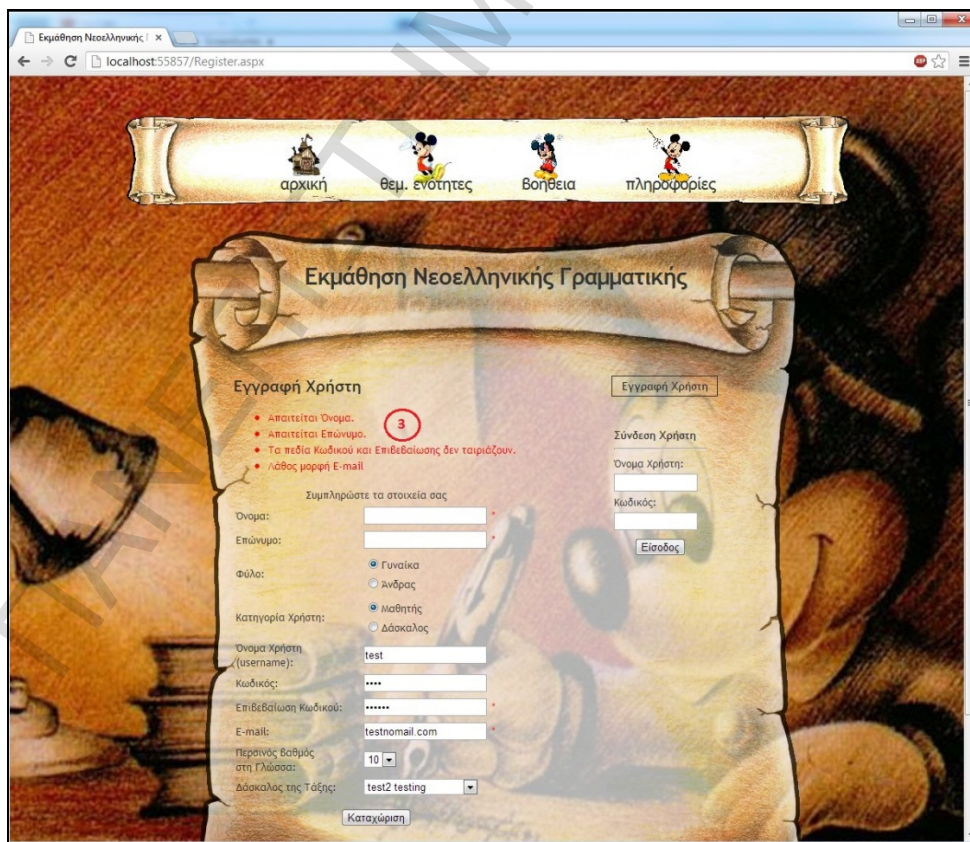 Εκμάθηση Νεοελληνικής Γ
localhost:55857/Register.aspx
αρχική θεμ. ενότητες βοήθεια πληροφορίες
Εκμάθηση Νεοελληνικής Γραμματικής
Εγγραφή Χρήστη
Απαιτείται Όνομα.
Απαιτείται Επώνυμο.
Τα πεδία Κωδικού και Επιβεβαίωσης δεν ταιριάζουν.
Λάθος μορφή E-mail
3
Συμπληρώστε τα στοιχεία σας
Όνομα: *
Επώνυμο: *
Φύλο:
Γυναίκα
Άνδρας
Κατηγορία Χρήστη:
Μαθητής
Δάσκαλος
Όνομα Χρήστη
(username): test
Κωδικός: ••••
Επιβεβαίωση Κωδικού: •••••• *
E-mail: testnomail.com *
Περσινός βαθμός
στη Γλώσσα: 10
Δάσκαλος της Τάξης: test2 testing
Καταχώριση
Εγγραφή Χρήστη
Σύνδεση Χρήστη
Όνομα Χρήστη:
Κωδικός:
Είσοδος